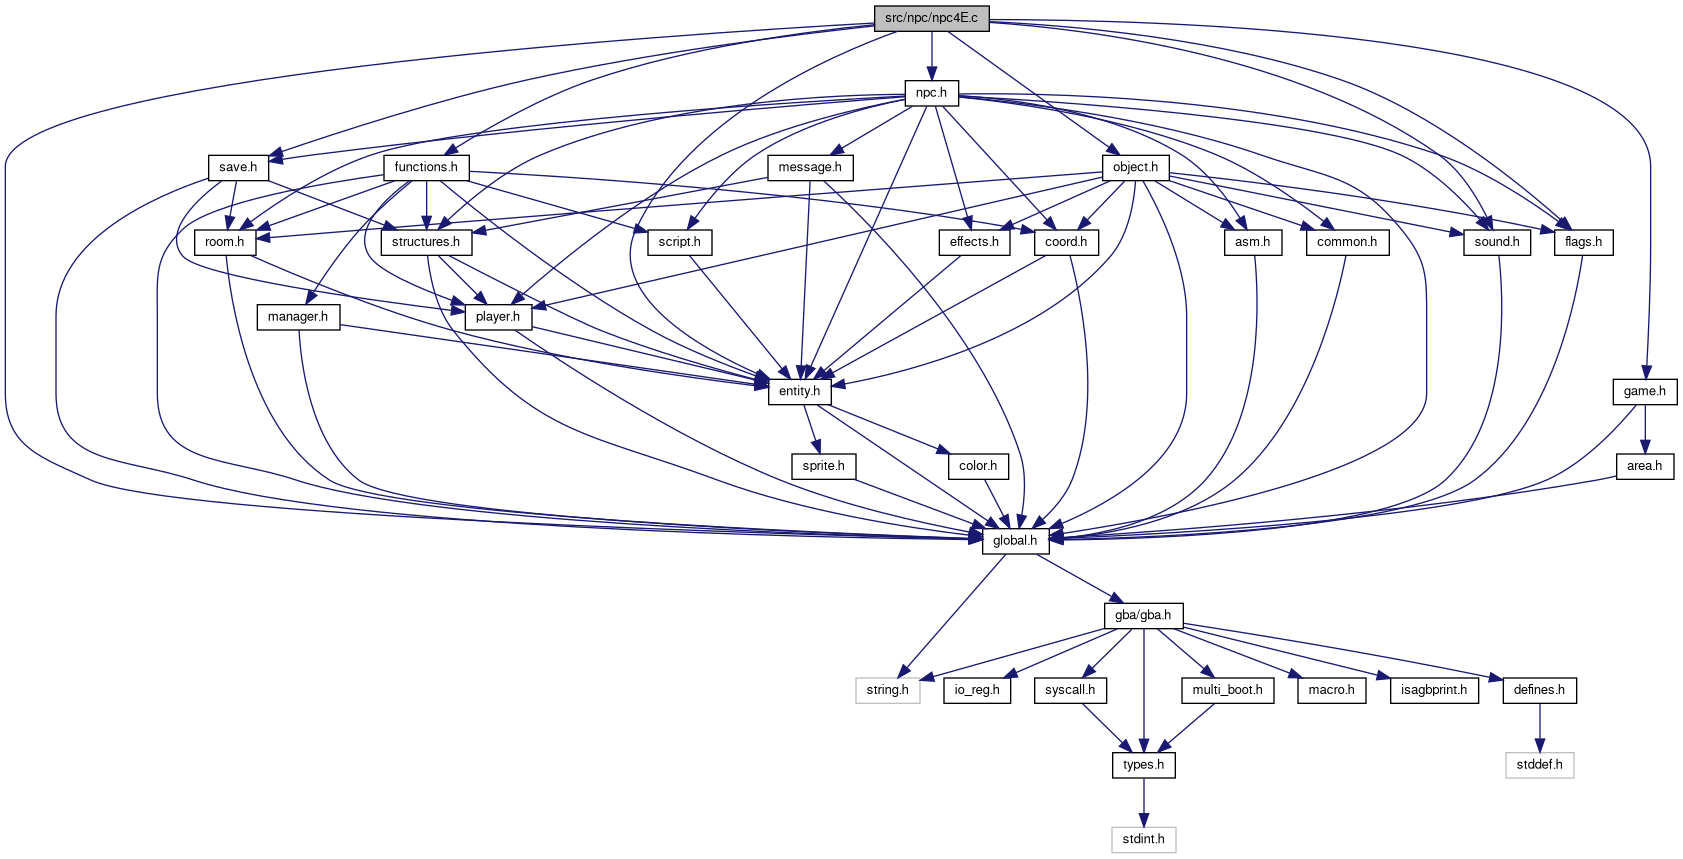 src/npc/npc4E.c
npc.h
save.h
functions.h
message.h
object.h
room.h
structures.h
script.h
effects.h
coord.h
asm.h
common.h
sound.h
flags.h
manager.h
player.h
entity.h
game.h
sprite.h
color.h
area.h
global.h
gba/gba.h
string.h
io_reg.h
syscall.h
multi_boot.h
macro.h
isagbprint.h
defines.h
types.h
stddef.h
stdint.h